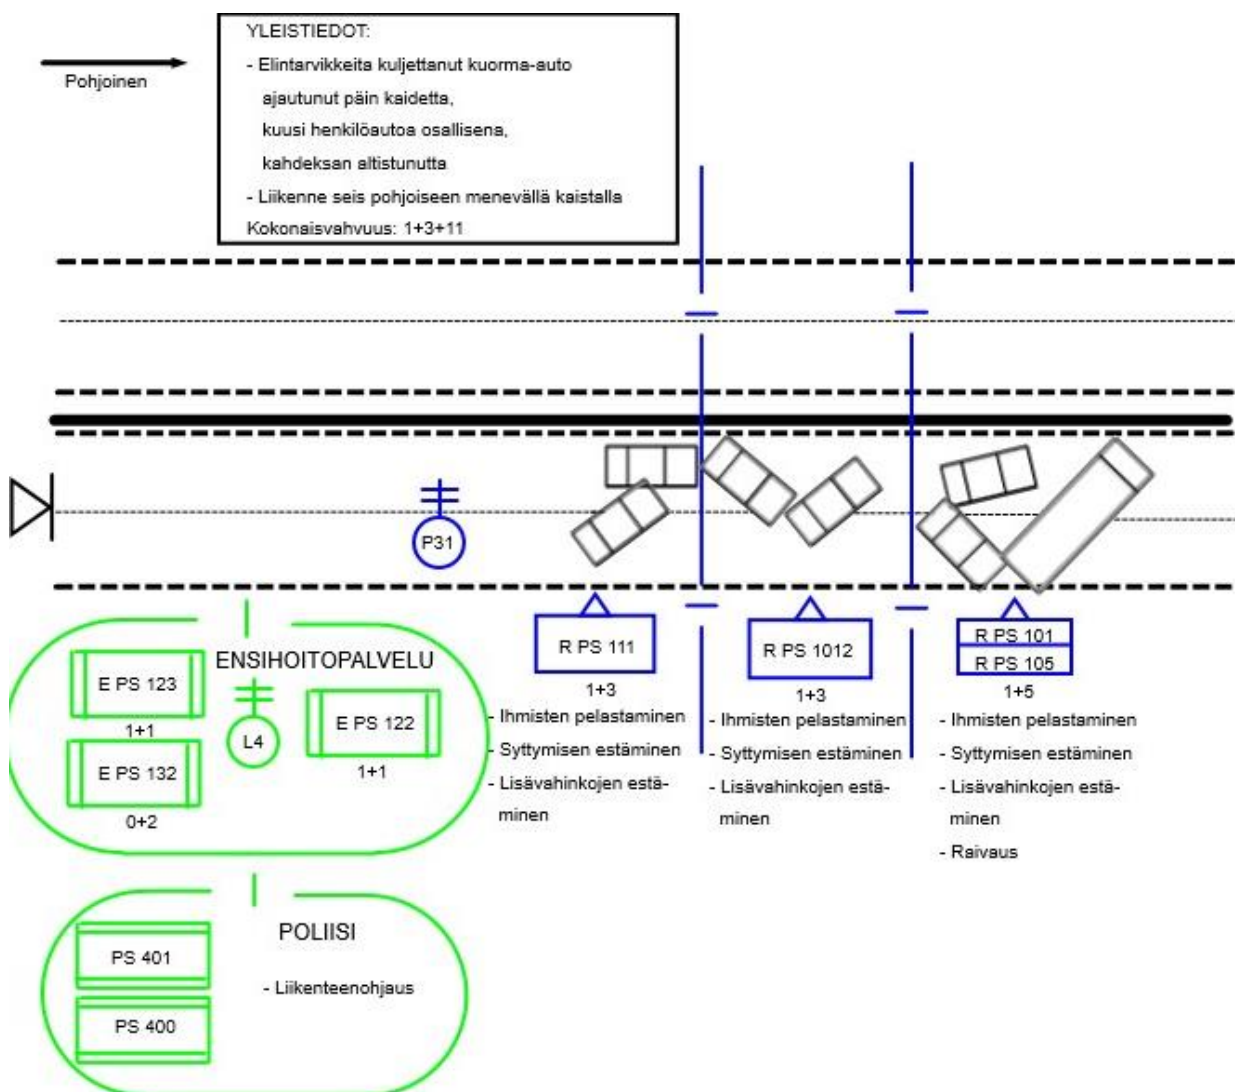 YLEISTIEDOT:
- Elintarvikkeita kuljettanut kuorma-auto
ajautunut päin kaidetta,
kuusi henkilöautoa osallisena,
kahdeksan altistunutta
- Liikenne seis pohjoiseen menevällä kaistalla
Kokonaisvahvuus: 1+3+11
Pohjoinen
P31
ENSIHOITOPALVELU
E PS 123
1+1
E PS 132
0+2
L4
E PS 122
1+1
R PS 111
1+3
- Ihmisten pelastaminen
- Syttymisen estäminen
- Lisävahinkojen estä-
minen
R PS 1012
1+3
- Ihmisten pelastaminen
- Syttymisen estäminen
- Lisävahinkojen estä-
minen
R PS 101
R PS 105
1+5
- Ihmisten pelastaminen
- Syttymisen estäminen
- Lisävahinkojen estä-
minen
- Raivaus
POLIISI
PS 401
PS 400
- Liikenteenohjaus